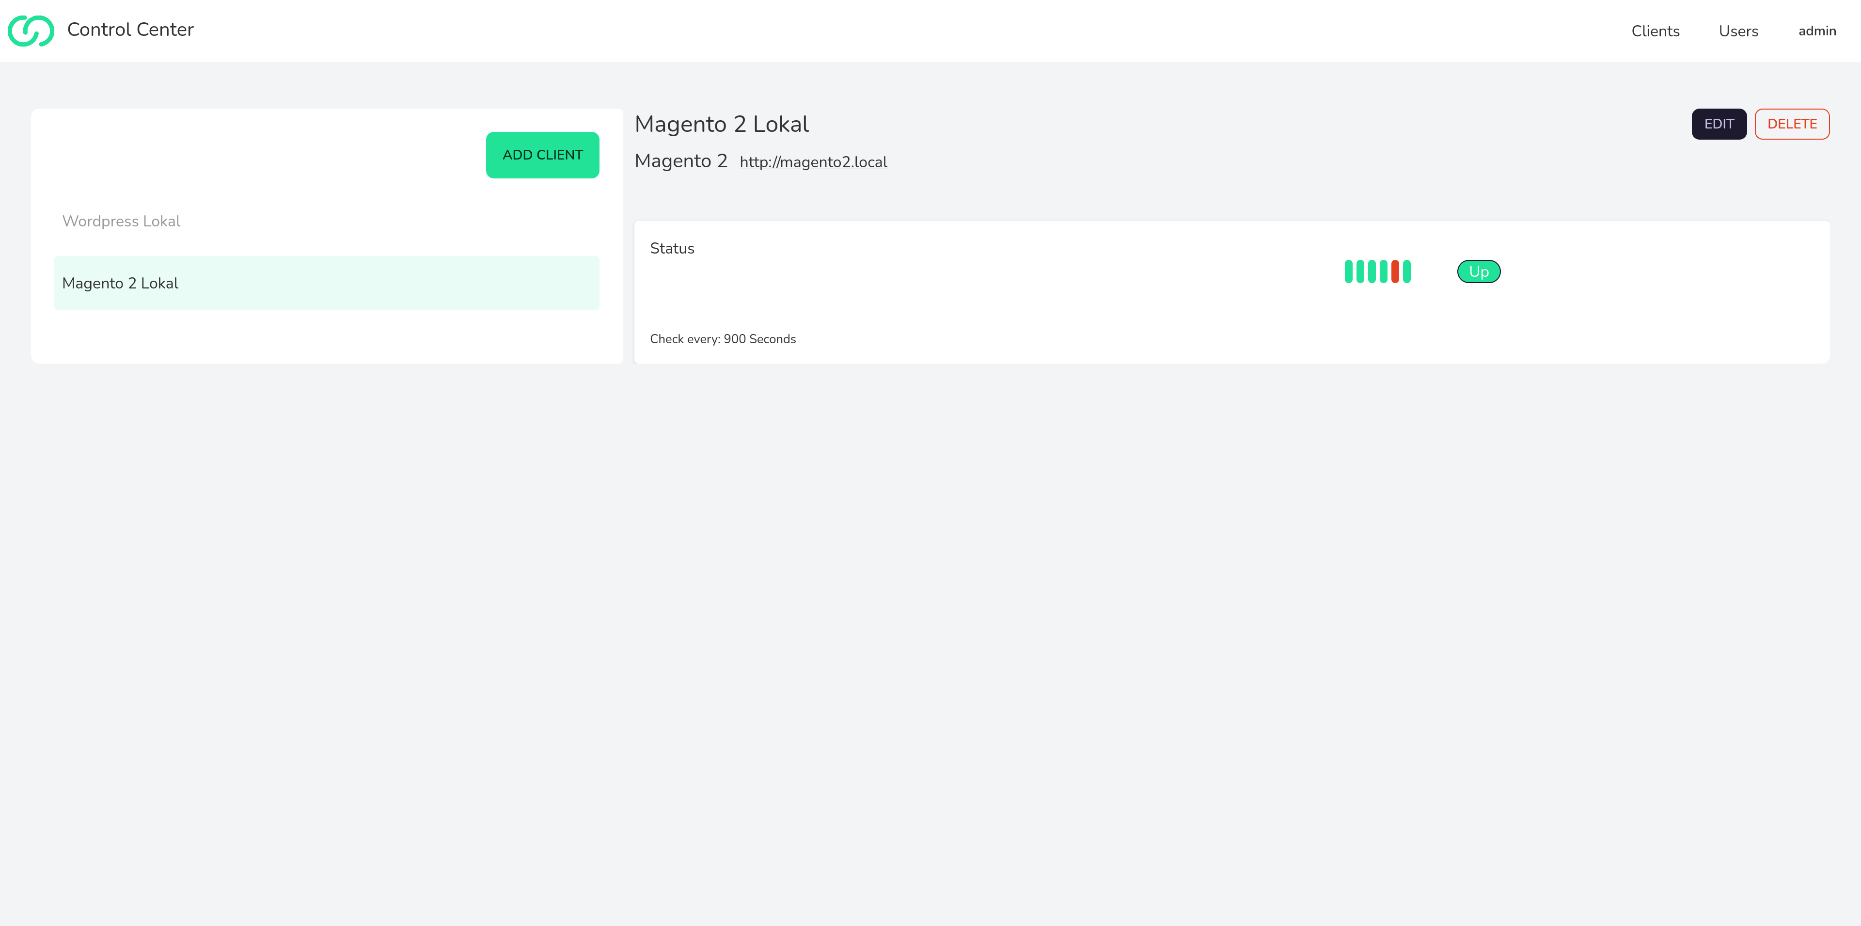 Control Center
Clients
Users
admin
ADD CLIENT
Wordpress Lokal
Magento 2 Lokal
Magento 2 Lokal
EDIT
DELETE
Magento 2 http://magento2.local
Status
Up
Check every: 900 Seconds